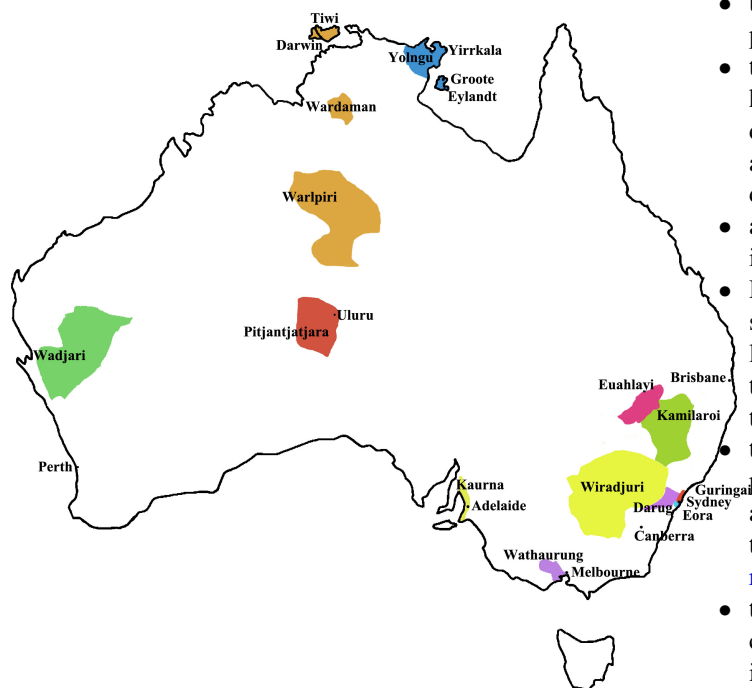 Tiwi
Darwin
Yolngu
Yirrkala
Groote
Eylandt
Wardaman
Warlpiri
Uluru
Pitjantjatjara
Wadjari
Euahlayi
Brisbane
Kamilaroi
Perth
Kaurna
Adelaide
Wiradjuri
Guringai
Sydney
Darug
Eora
Canberra
Wathaurung
Melbourne